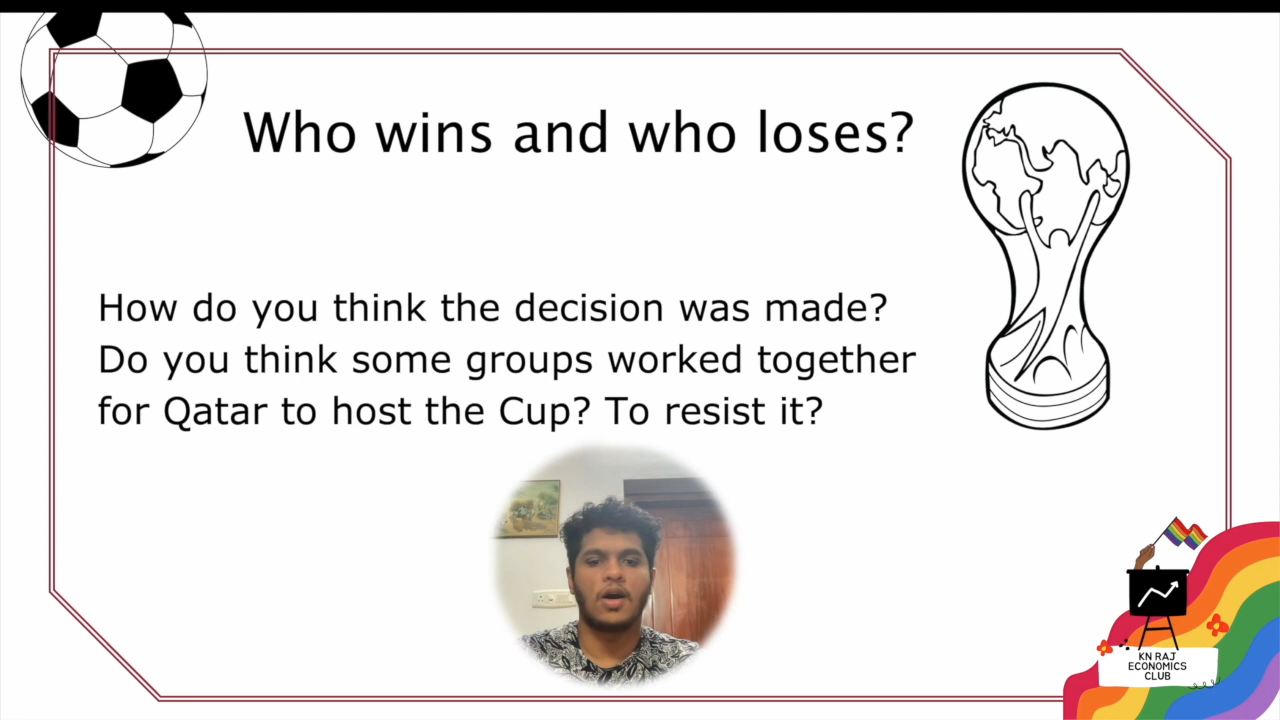 Who wins and who loses?
How do you think the decision was made?
Do you think some groups worked together
for Qatar to host the Cup? To resist it?
KN RAJ
ECONOMICS
CLUB